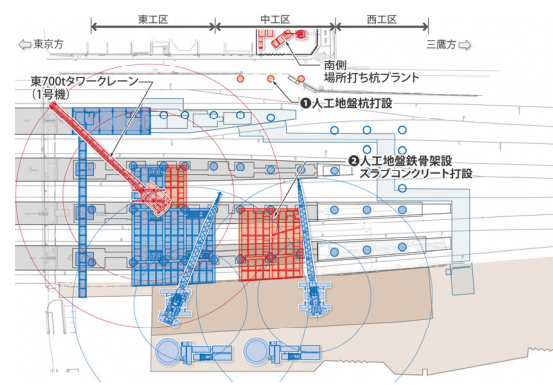 東工区
中工区
西工区
東京方
三鷹方
南側
場所打ち杭プラント
東700tタワークレーン
(1号機)
❶人工地盤杭打設
❷人工地盤鉄骨架設
スラブコンクリート打設